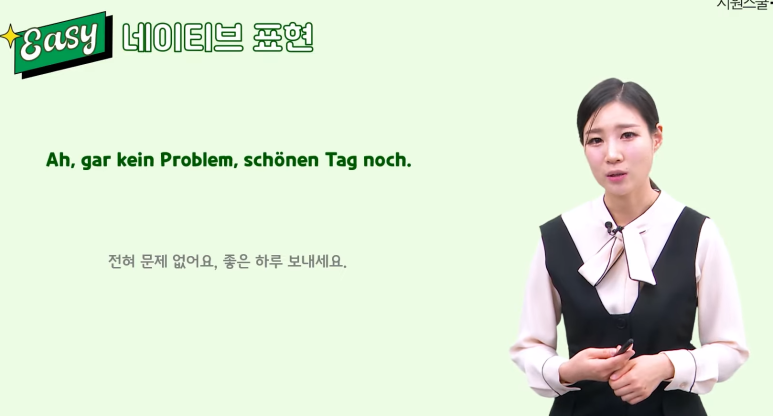 시원스쿨
Easy 네이티브 표현
Ah, gar kein Problem, schönen Tag noch.
전혀 문제 없어요, 좋은 하루 보내세요.